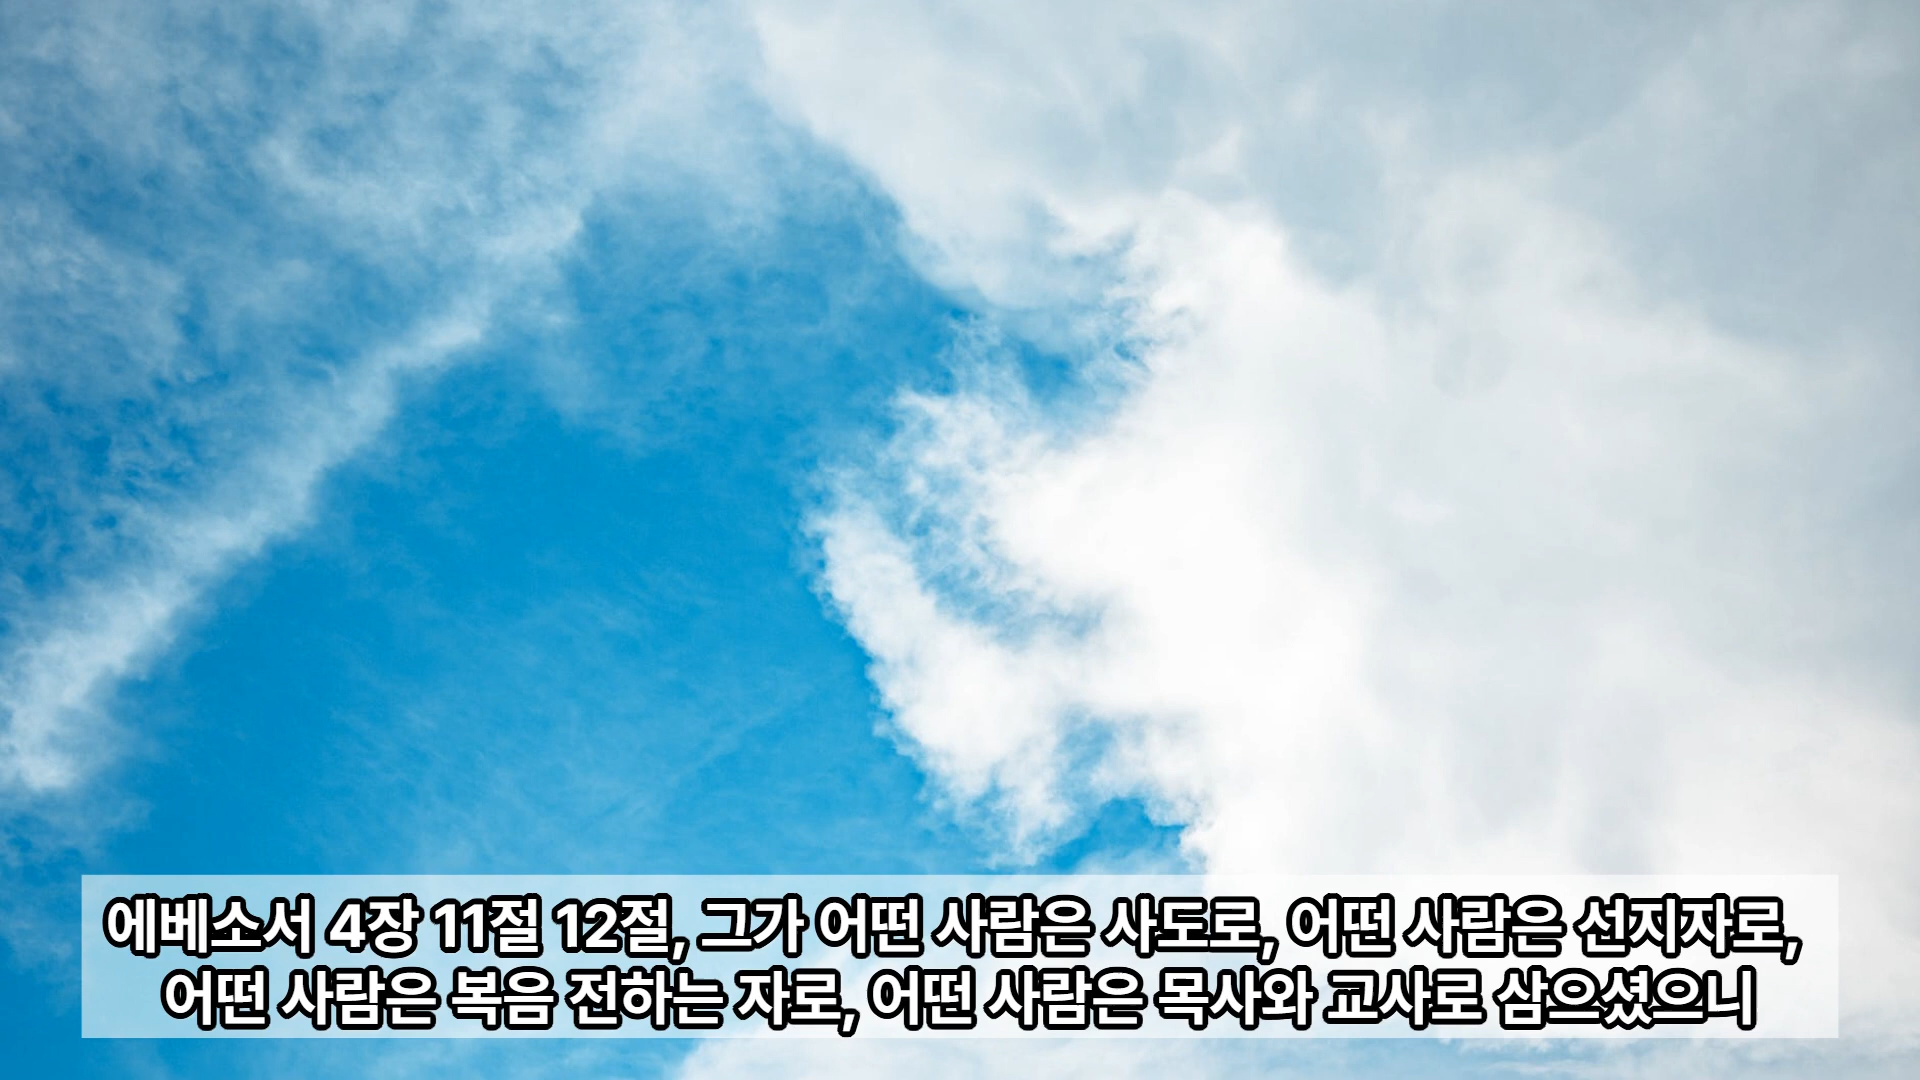 에베소서 4장 11절 12절, 그가 어떤 사람은 사도로, 어떤 사람은 선지자로,
어떤 사람은 복음 전하는 자로, 어떤 사람은 목사와 교사로 삼으셨으니